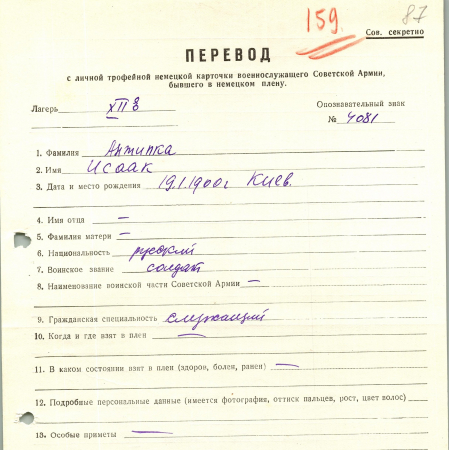 159.
87
Сов. секретно
ПЕРЕВОД
с личной трофейной немецкой карточки военнослужащего Советской Армии,
бывшего в немецком плену.
Лагерь XII B
Опознавательный знак
№ 4081
1. Фамилия Антипка
2. Имя Исаак
3. Дата и место рождения 19.1.1900г Киев.
4. Имя отца —
5. Фамилия матери —
6. Национальность русский
7. Воинское звание солдат
8. Наименование воинской части Советской Армии —
9. Гражданская специальность служащий
10. Когда и где взят в плен —
11. В каком состоянии взят в плен (здоров, болен, ранен) —
12. Подробные персональные данные (имеется фотография, оттиск пальцев, рост, цвет волос)
13. Особые приметы —